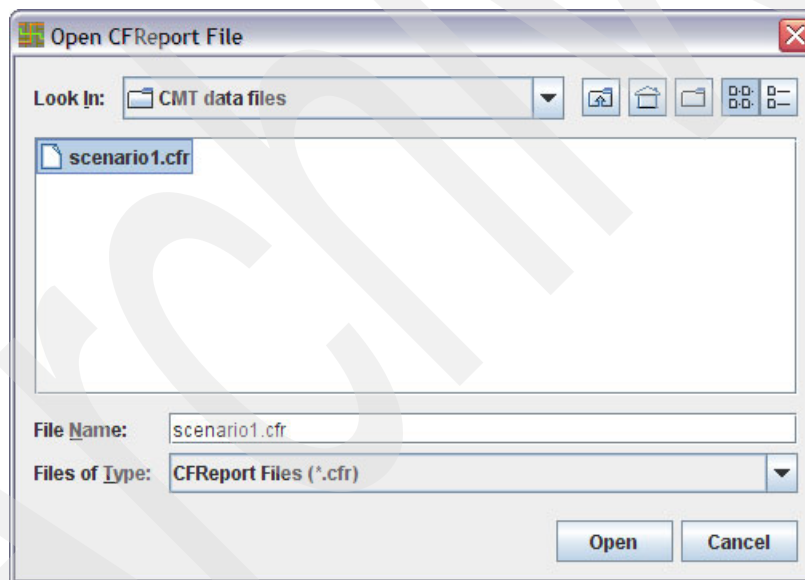 Open CFReport File
Look In: CMT data files
scenario1.cfr
File Name: scenario1.cfr
Files of Type: CFReport Files (*.cfr)
Open Cancel